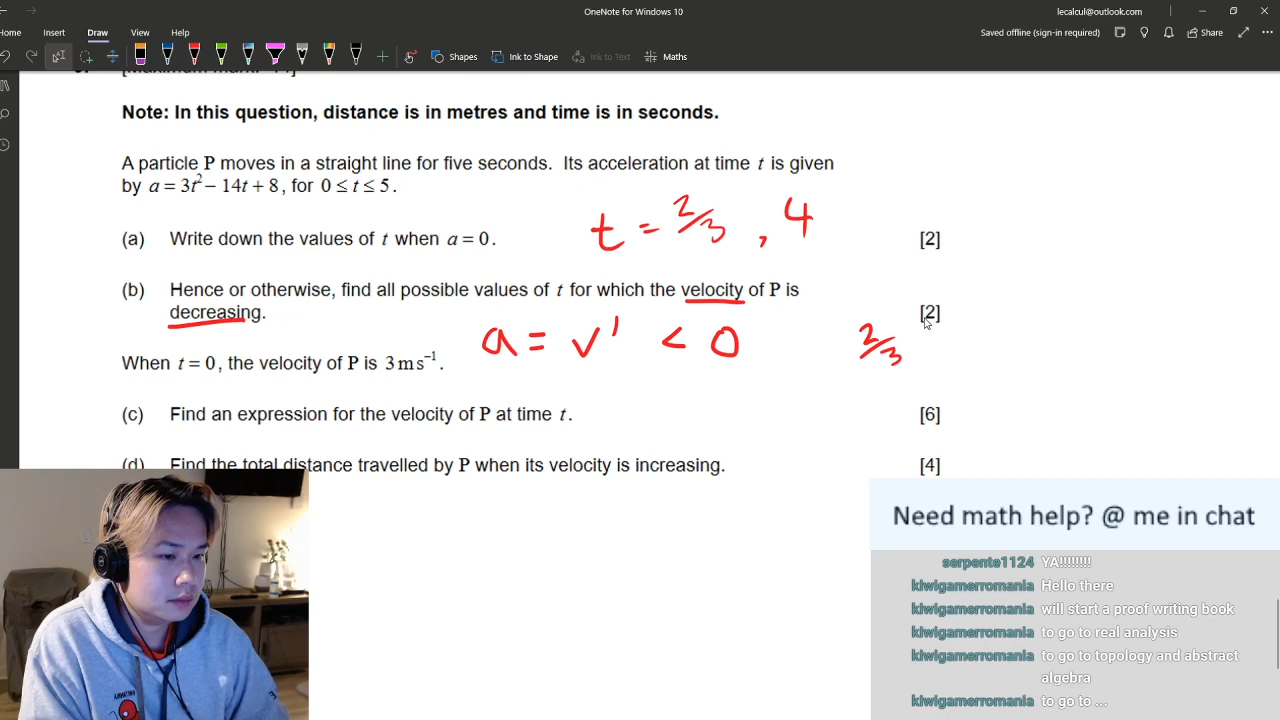 OneNote for Windows 10
lecalcul@outlook.com
Home Insert Draw View Help
Saved offline (sign-in required)
Share
Shapes
Ink to Shape
Ink to Text
Maths
Note: In this question, distance is in metres and time is in seconds.
A particle P moves in a straight line for five seconds. Its acceleration at time t is given
by a = 3t² − 14t + 8, for 0 ≤ t ≤ 5.
t = 2/3 , 4
(a) Write down the values of t when a = 0. [2]
(b) Hence or otherwise, find all possible values of t for which the velocity of P is
decreasing. [2]
a = v' < 0 2/3
When t = 0, the velocity of P is 3 m s⁻¹.
(c) Find an expression for the velocity of P at time t. [6]
(d) Find the total distance travelled by P when its velocity is increasing. [4]
Need math help? @ me in chat
serpente1124 YA!!!!!!!!
kiwigamerromania Hello there
kiwigamerromania will start a proof writing book
kiwigamerromania to go to real analysis
kiwigamerromania to go to topology and abstract
algebra
kiwigamerromania to go to ...